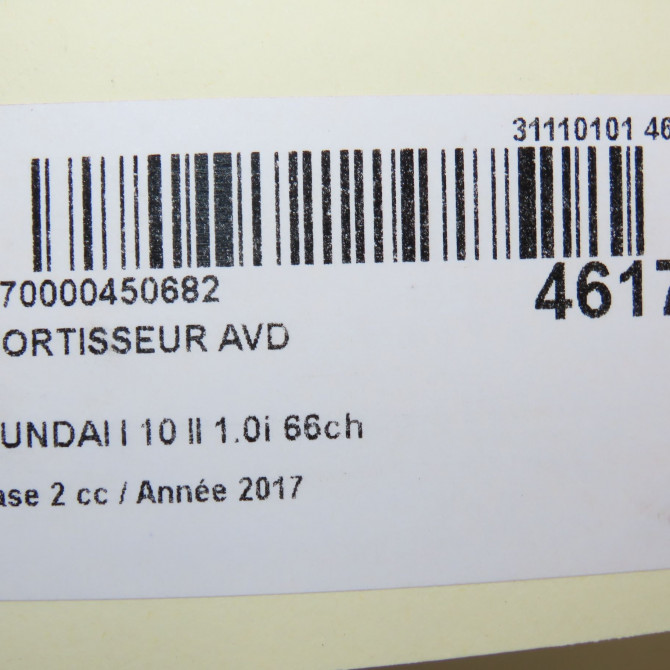 31110101 46
70000450682
4617
ORTISSEUR AVD
UNDAI I 10 II 1.0i 66ch
ase 2 cc / Année 2017